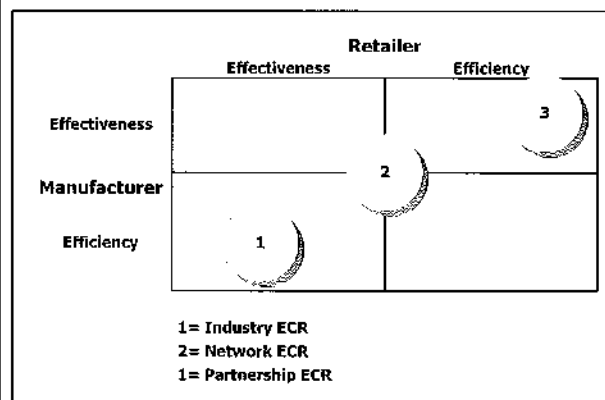 Retailer
Effectiveness Efficiency
Effectiveness
3
2
Manufacturer
Efficiency
1
1= Industry ECR
2= Network ECR
1= Partnership ECR